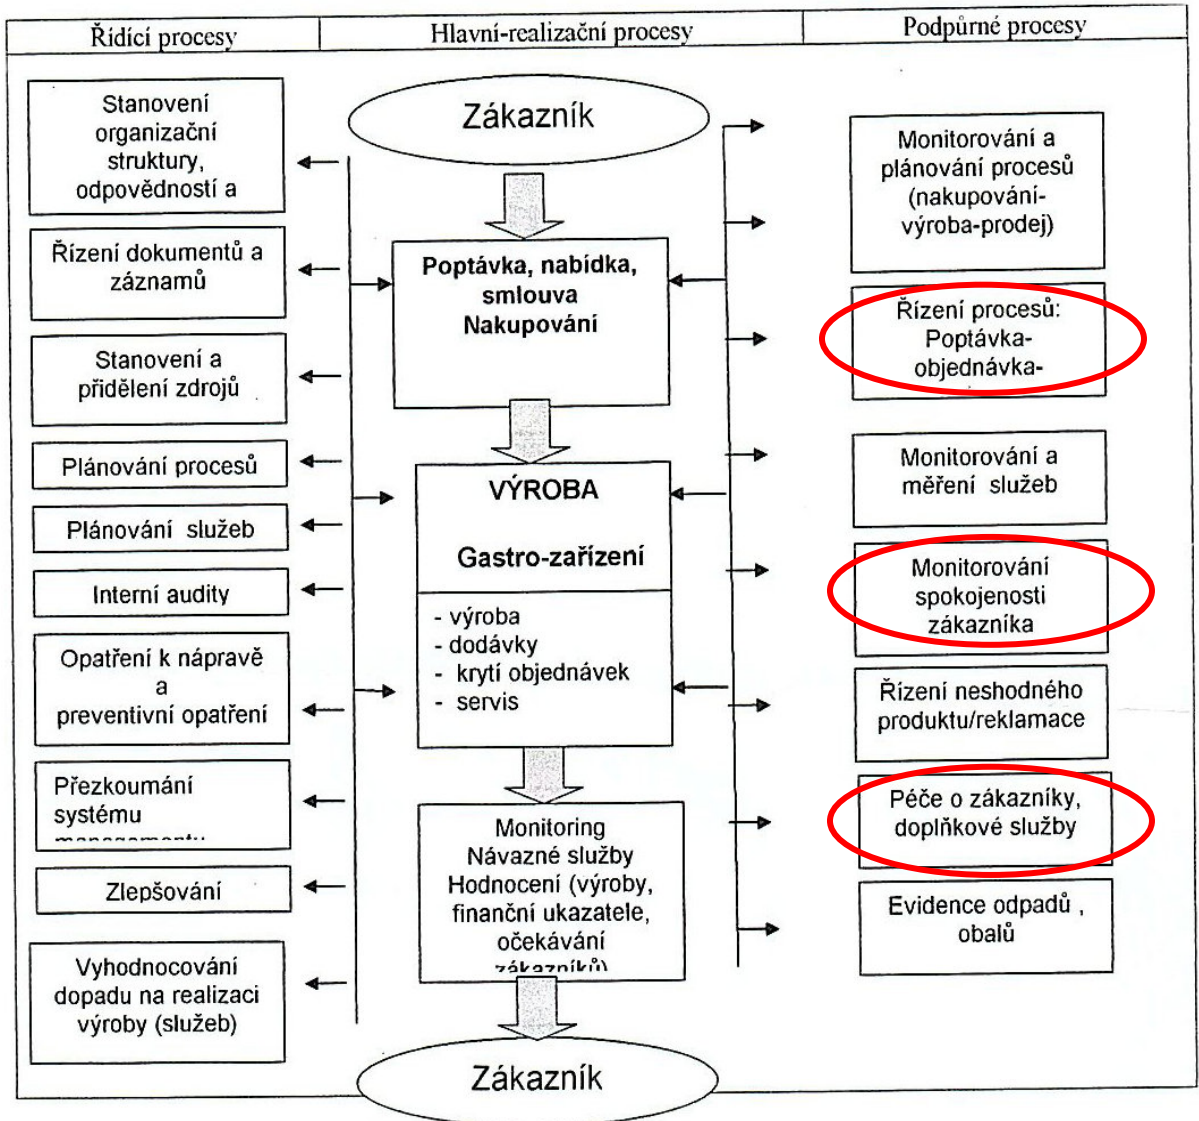 Řídící procesy
Hlavní-realizační procesy
Podpůrné procesy
Stanovení
organizační
struktury,
odpovědností a
Řízení dokumentů a
záznamů
Stanovení a
přidělení zdrojů
Plánování procesů
Plánování služeb
Interní audity
Opatření k nápravě
a
preventivní opatření
Přezkoumání
systému
managementu
Zlepšování
Vyhodnocování
dopadu na realizaci
výroby (služeb)
Zákazník
Poptávka, nabídka,
smlouva
Nakupování
VÝROBA
Gastro-zařízení
- výroba
- dodávky
- krytí objednávek
- servis
Monitoring
Návazné služby
Hodnocení (výroby,
finanční ukazatele,
očekávání
zákazníků)
Zákazník
Monitorování a
plánování procesů
(nakupování-
výroba-prodej)
Řízení procesů:
Poptávka-
objednávka-
Monitorování a
měření služeb
Monitorování
spokojenosti
zákazníka
Řízení neshodného
produktu/reklamace
Péče o zákazníky,
doplňkové služby
Evidence odpadů ,
obalů